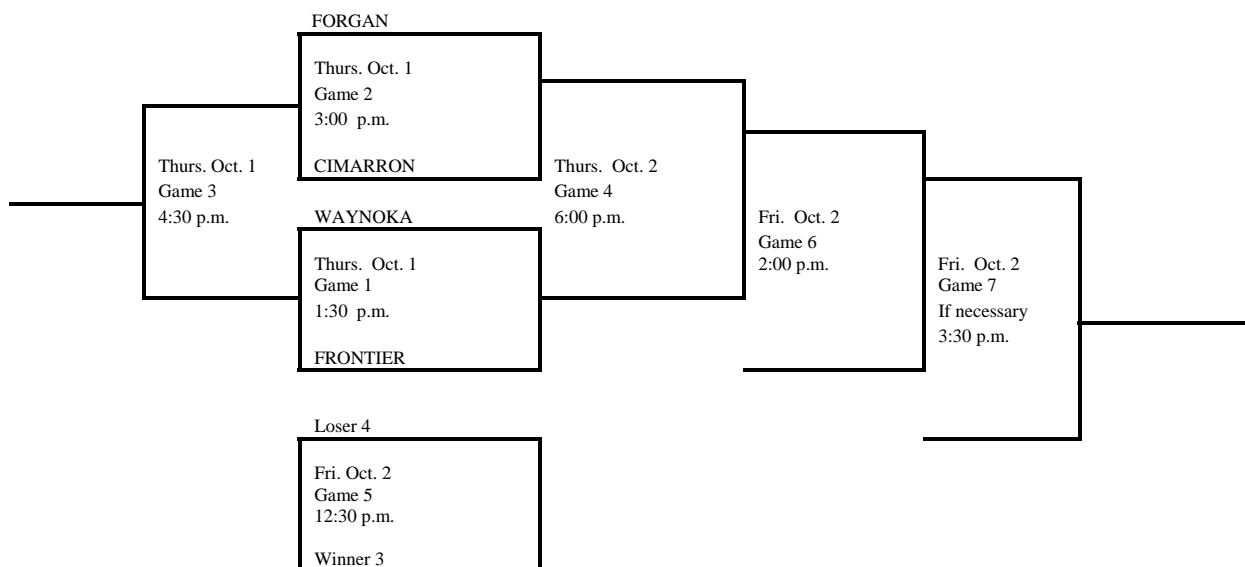 FORGAN
Thurs. Oct. 1
Game 2
3:00 p.m.
CIMARRON
Thurs. Oct. 1
Game 3
4:30 p.m.
WAYNOKA
Thurs. Oct. 1
Game 1
1:30 p.m.
FRONTIER
Thurs. Oct. 2
Game 4
6:00 p.m.
Fri. Oct. 2
Game 6
2:00 p.m.
Fri. Oct. 2
Game 7
If necessary
3:30 p.m.
Loser 4
Fri. Oct. 2
Game 5
12:30 p.m.
Winner 3